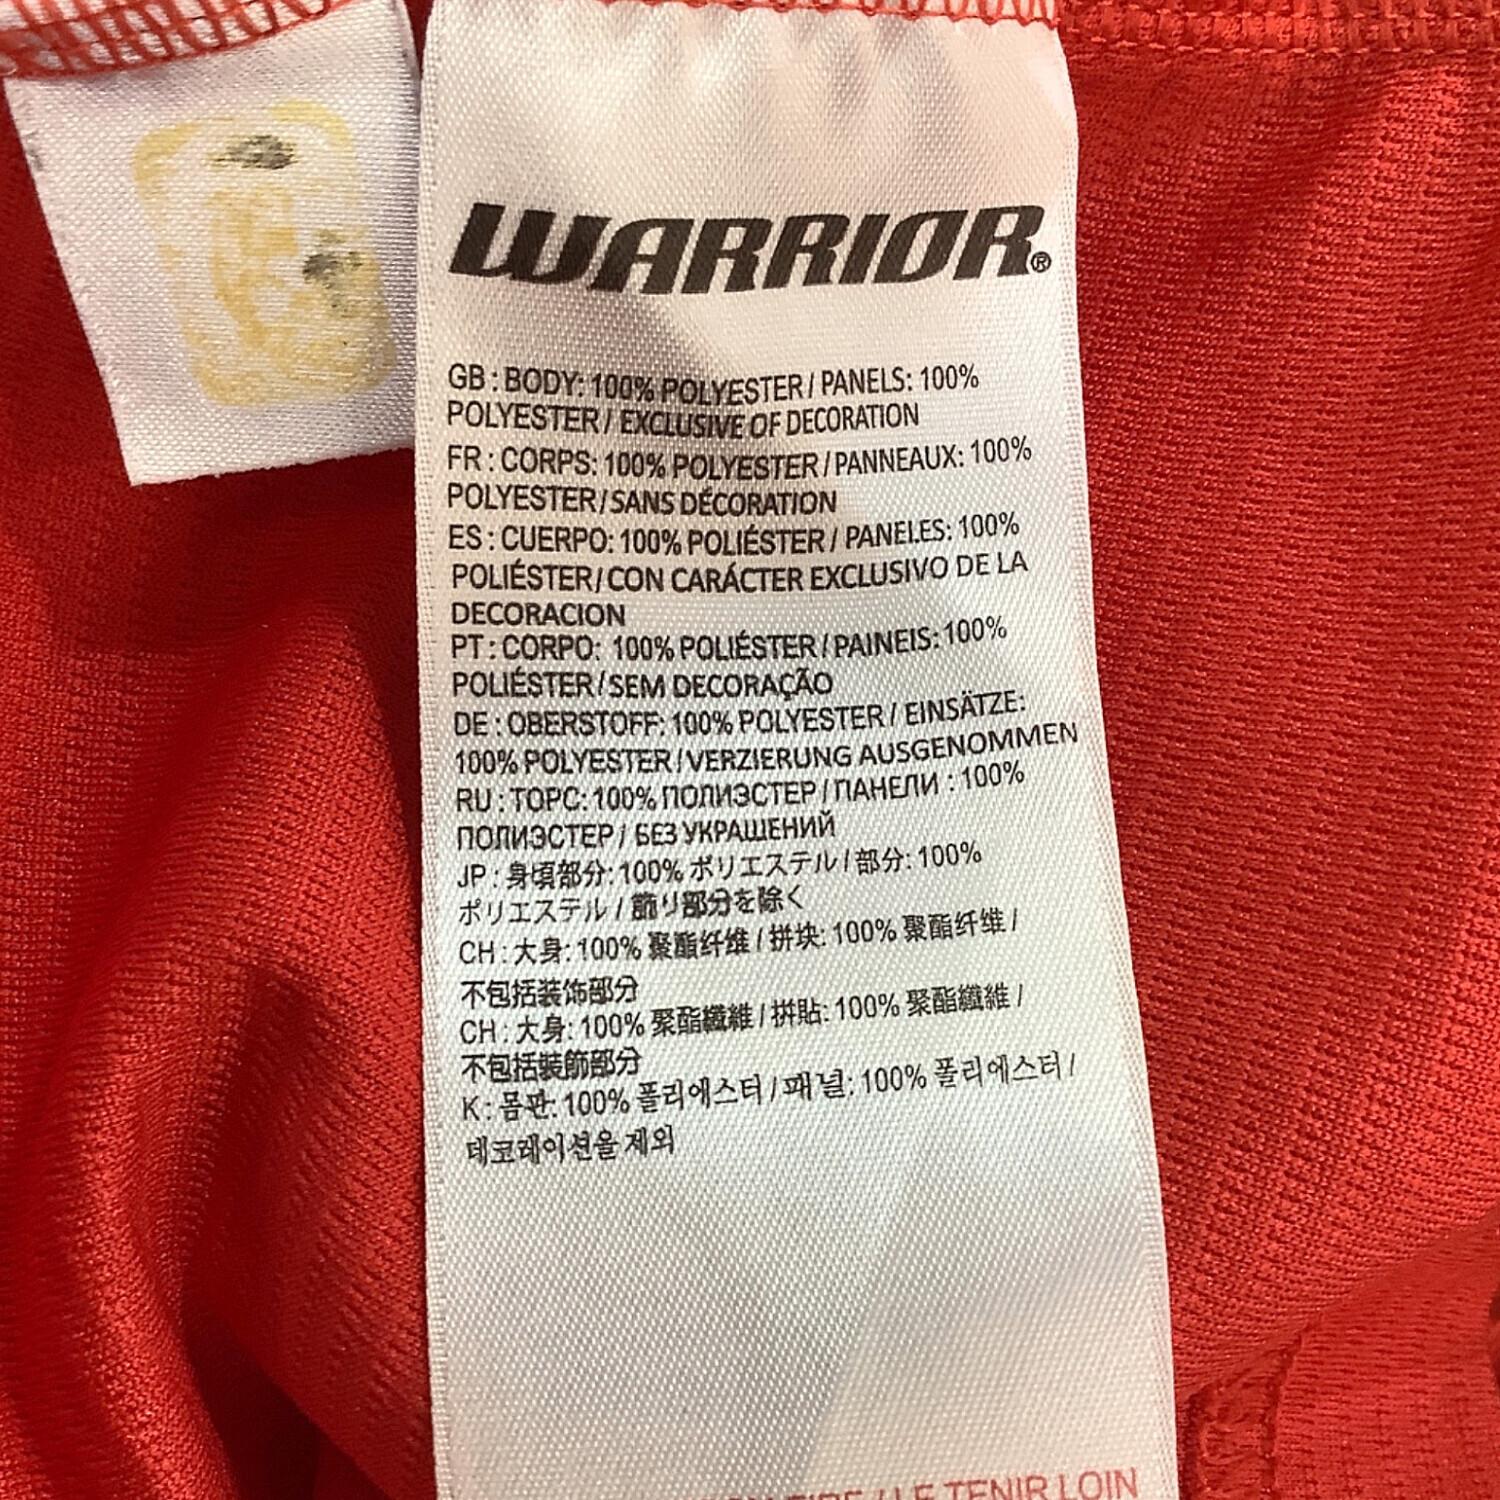 WARRIOR®
GB : BODY: 100% POLYESTER / PANELS: 100%
POLYESTER / EXCLUSIVE OF DECORATION
FR : CORPS: 100% POLYESTER / PANNEAUX: 100%
POLYESTER / SANS DÉCORATION
ES : CUERPO: 100% POLIÉSTER / PANELES: 100%
POLIÉSTER / CON CARÁCTER EXCLUSIVO DE LA
DECORACION
PT : CORPO: 100% POLIÉSTER / PAINEIS: 100%
POLIÉSTER / SEM DECORAÇÃO
DE : OBERSTOFF: 100% POLYESTER / EINSÄTZE:
100% POLYESTER / VERZIERUNG AUSGENOMMEN
RU : ТОРС: 100% ПОЛИЭСТЕР / ПАНЕЛИ : 100%
ПОЛИЭСТЕР / БЕЗ УКРАШЕНИЙ
JP : 身頃部分: 100% ポリエステル / 部分: 100%
ポリエステル / 飾り部分を除く
CH : 大身: 100% 聚酯纤维 / 拼块: 100% 聚酯纤维 /
不包括装饰部分
CH : 大身: 100% 聚酯纖維 / 拼貼: 100% 聚酯纖維 /
不包括裝飾部分
K : 몸판: 100% 폴리에스터 / 패널: 100% 폴리에스터 /
데코레이션을 제외
LE TENIR LOIN